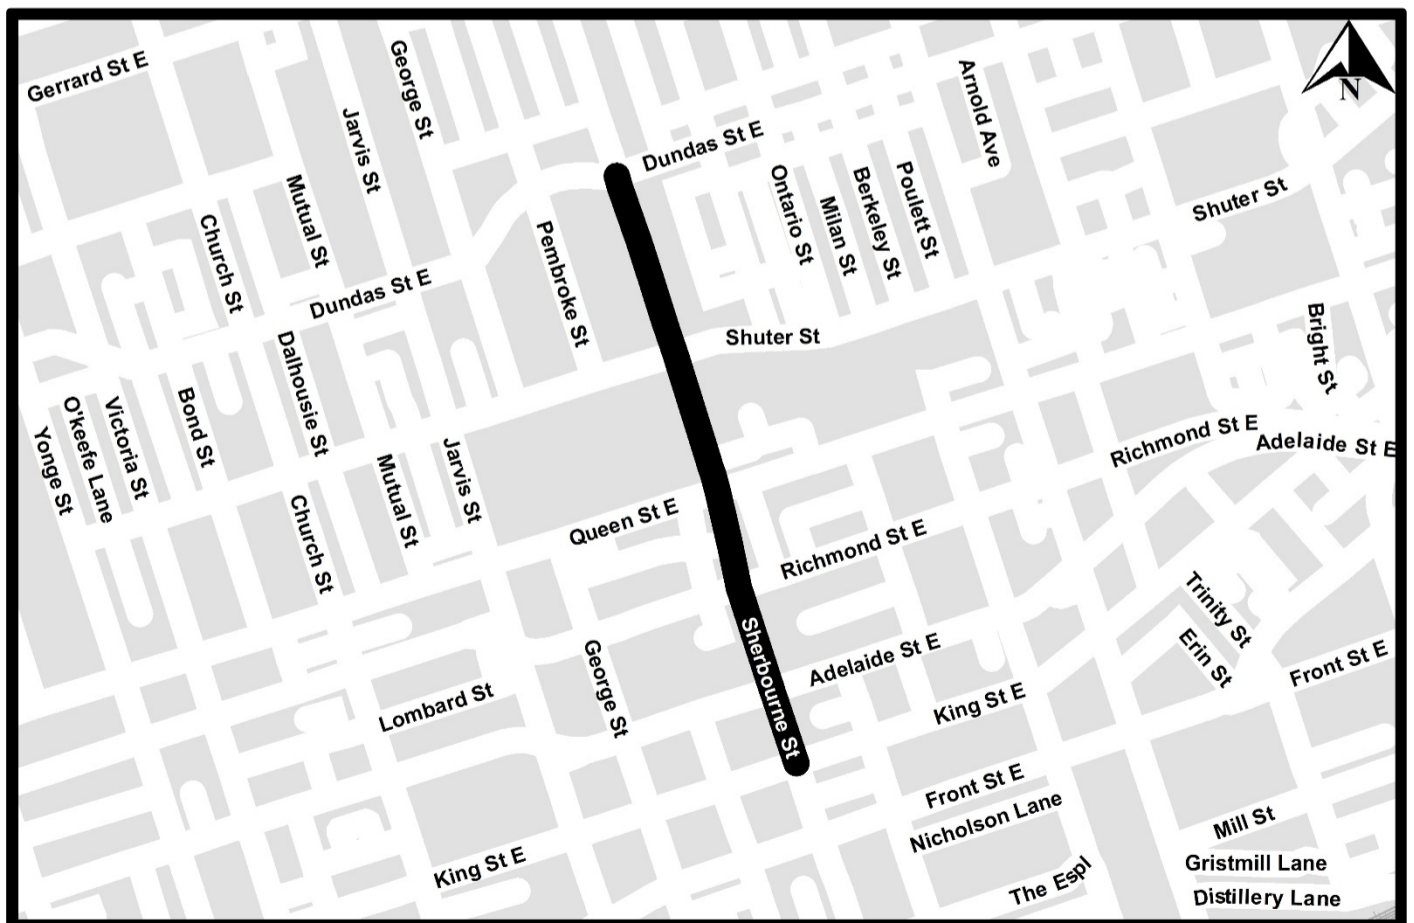 Gerrard St E
George St
Jarvis St
Arnold Ave
N
Dundas St E
Mutual St
Church St
Pembroke St
Ontario St
Milan St
Berkeley St
Poulett St
Shuter St
Dundas St E
Shuter St
Bright St
Dalhousie St
Bond St
Victoria St
O'Keefe Lane
Yonge St
Jarvis St
Mutual St
Church St
Queen St E
Richmond St E
Adelaide St E
Richmond St E
Trinity St
Erin St
Front St E
Sherbourne St
George St
Adelaide St E
Lombard St
King St E
Front St E
Nicholson Lane
King St E
The Espl
Mill St
Gristmill Lane
Distillery Lane